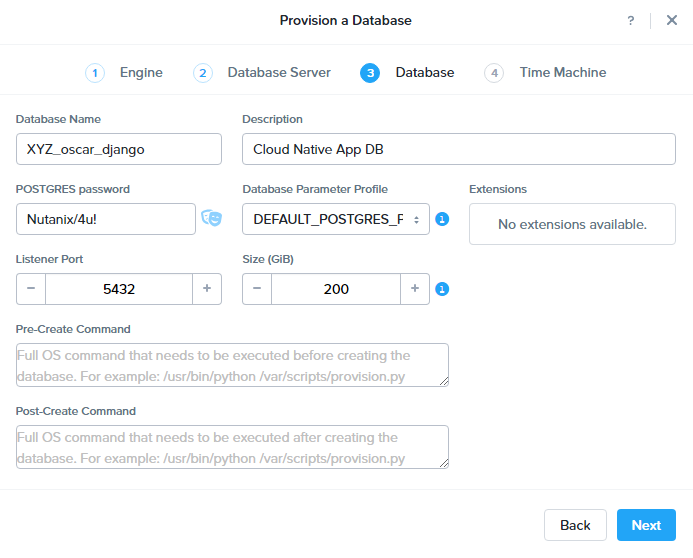 Provision a Database
?
1 Engine 2 Database Server 3 Database 4 Time Machine
Database Name Description
XYZ_oscar_django Cloud Native App DB
POSTGRES password Database Parameter Profile Extensions
Nutanix/4u! DEFAULT_POSTGRES_P 1 No extensions available.
Listener Port Size (GiB)
− 5432 + − 200 + 1
Pre-Create Command
Full OS command that needs to be executed before creating the
database. For example: /usr/bin/python /var/scripts/provision.py
Post-Create Command
Full OS command that needs to be executed after creating the
database. For example: /usr/bin/python /var/scripts/provision.py
Back Next